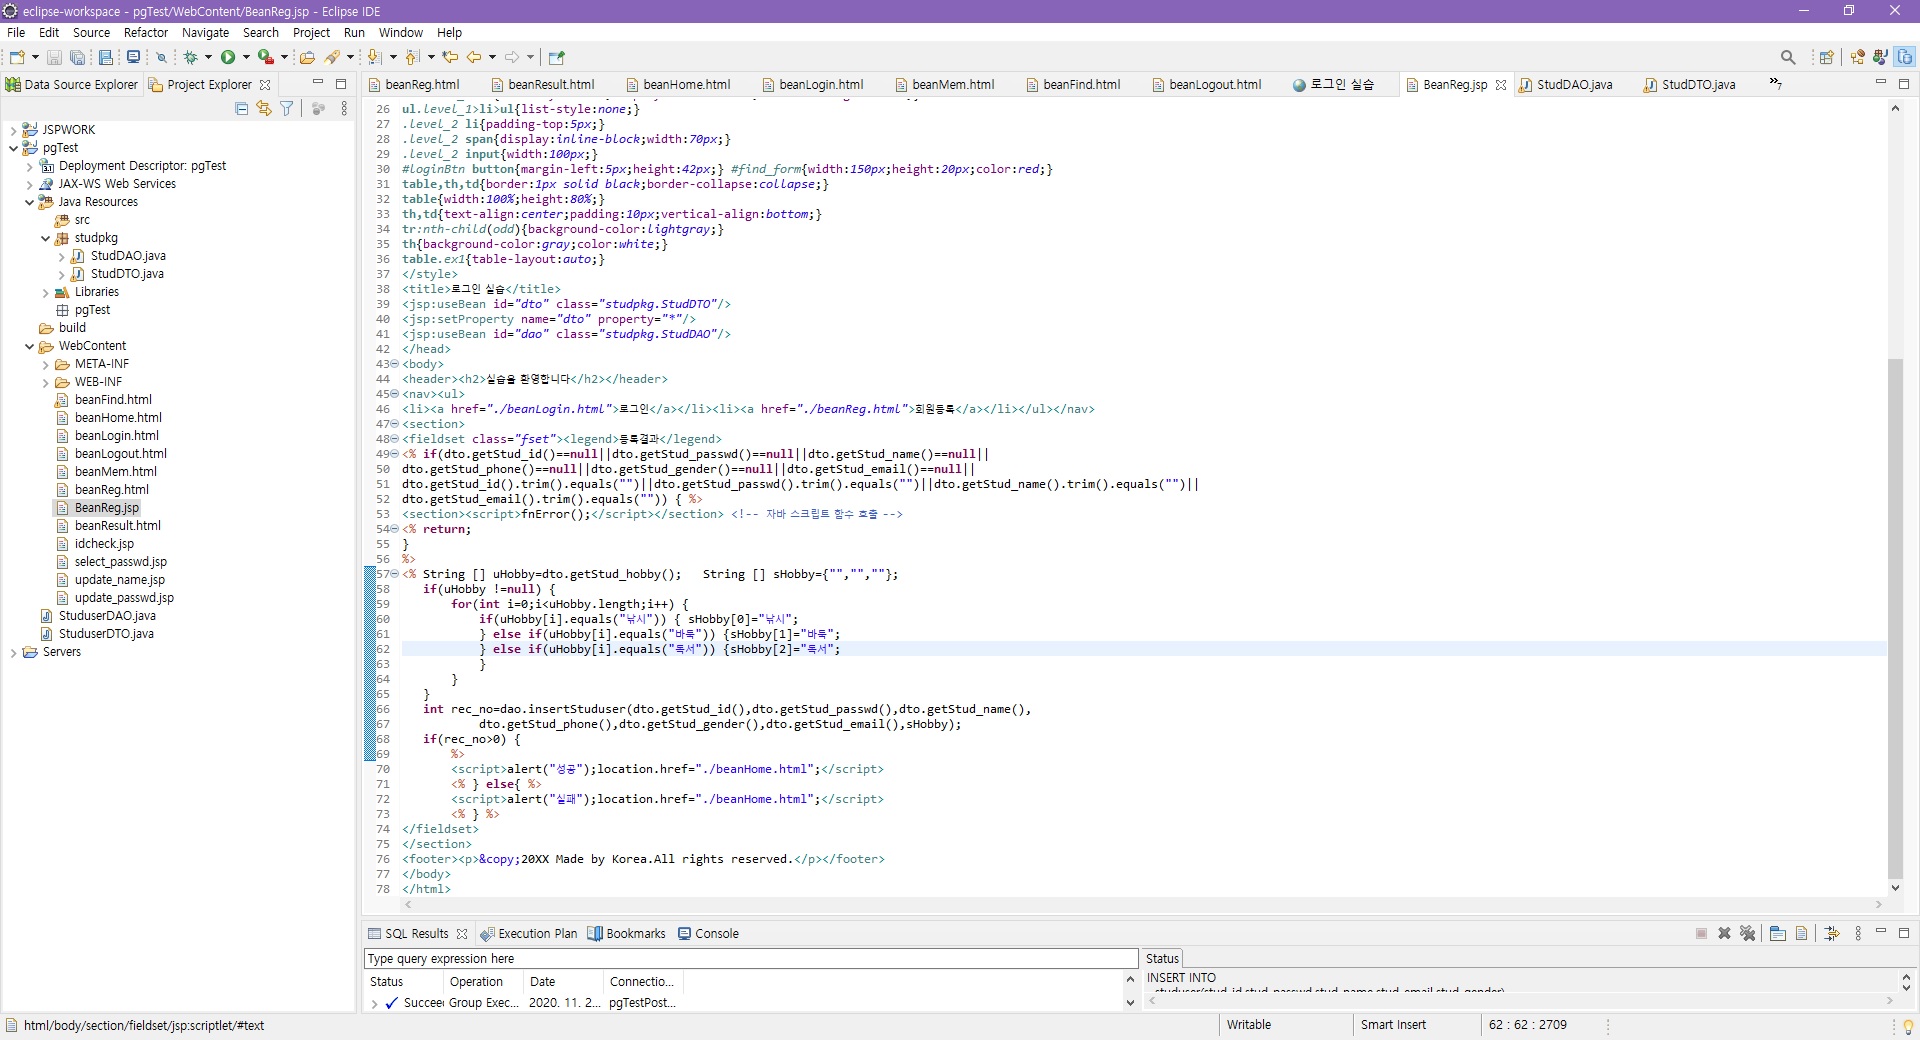 eclipse-workspace - pgTest/WebContent/BeanReg.jsp - Eclipse IDE
File Edit Source Refactor Navigate Search Project Run Window Help
Data Source Explorer Project Explorer
beanReg.html beanResult.html beanHome.html beanLogin.html beanMem.html beanFind.html beanLogout.html 로그인 실습 BeanReg.jsp StudDAO.java StudDTO.java »7
JSPWORK
pgTest
Deployment Descriptor: pgTest
JAX-WS Web Services
Java Resources
src
studpkg
StudDAO.java
StudDTO.java
Libraries
pgTest
build
WebContent
META-INF
WEB-INF
beanFind.html
beanHome.html
beanLogin.html
beanLogout.html
beanMem.html
beanReg.html
BeanReg.jsp
beanResult.html
idcheck.jsp
select_passwd.jsp
update_name.jsp
update_passwd.jsp
StuduserDAO.java
StuduserDTO.java
Servers
26 ul.level_1>li>ul{list-style:none;}
27 .level_2 li{padding-top:5px;}
28 .level_2 span{display:inline-block;width:70px;}
29 .level_2 input{width:100px;}
30 #loginBtn button{margin-left:5px;height:42px;} #find_form{width:150px;height:20px;color:red;}
31 table,th,td{border:1px solid black;border-collapse:collapse;}
32 table{width:100%;height:80%;}
33 th,td{text-align:center;padding:10px;vertical-align:bottom;}
34 tr:nth-child(odd){background-color:lightgray;}
35 th{background-color:gray;color:white;}
36 table.ex1{table-layout:auto;}
37 </style>
38 <title>로그인 실습</title>
39 <jsp:useBean id="dto" class="studpkg.StudDTO"/>
40 <jsp:setProperty name="dto" property="*"/>
41 <jsp:useBean id="dao" class="studpkg.StudDAO"/>
42 </head>
43 <body>
44 <header><h2>실습을 환영합니다</h2></header>
45 <nav><ul>
46 <li><a href="./beanLogin.html">로그인</a></li><li><a href="./beanReg.html">회원등록</a></li></ul></nav>
47 <section>
48 <fieldset class="fset"><legend>등록결과</legend>
49 <% if(dto.getStud_id()==null||dto.getStud_passwd()==null||dto.getStud_name()==null||
50 dto.getStud_phone()==null||dto.getStud_gender()==null||dto.getStud_email()==null||
51 dto.getStud_id().trim().equals("")||dto.getStud_passwd().trim().equals("")||dto.getStud_name().trim().equals("")||
52 dto.getStud_email().trim().equals("")) { %>
53 <section><script>fnError();</script></section> <!-- 자바 스크립트 함수 호출 -->
54 <% return;
55 }
56 %>
57 <% String [] uHobby=dto.getStud_hobby(); String [] sHobby={"","",""};
58 if(uHobby !=null) {
59 for(int i=0;i<uHobby.length;i++) {
60 if(uHobby[i].equals("낚시")) { sHobby[0]="낚시";
61 } else if(uHobby[i].equals("바둑")) {sHobby[1]="바둑";
62 } else if(uHobby[i].equals("독서")) {sHobby[2]="독서";
63 }
64 }
65 }
66 int rec_no=dao.insertStuduser(dto.getStud_id(),dto.getStud_passwd(),dto.getStud_name(),
67 dto.getStud_phone(),dto.getStud_gender(),dto.getStud_email(),sHobby);
68 if(rec_no>0) {
69 %>
70 <script>alert("성공");location.href="./beanHome.html";</script>
71 <% } else{ %>
72 <script>alert("실패");location.href="./beanHome.html";</script>
73 <% } %>
74 </fieldset>
75 </section>
76 <footer><p>&copy;20XX Made by Korea.All rights reserved.</p></footer>
77 </body>
78 </html>
SQL Results Execution Plan Bookmarks Console
Type query expression here
Status
Status Operation Date Connectio...
INSERT INTO
Succee Group Exec... 2020. 11. 2... pgTestPost...
html/body/section/fieldset/jsp:scriptlet/#text
Writable
Smart Insert
62 : 62 : 2709